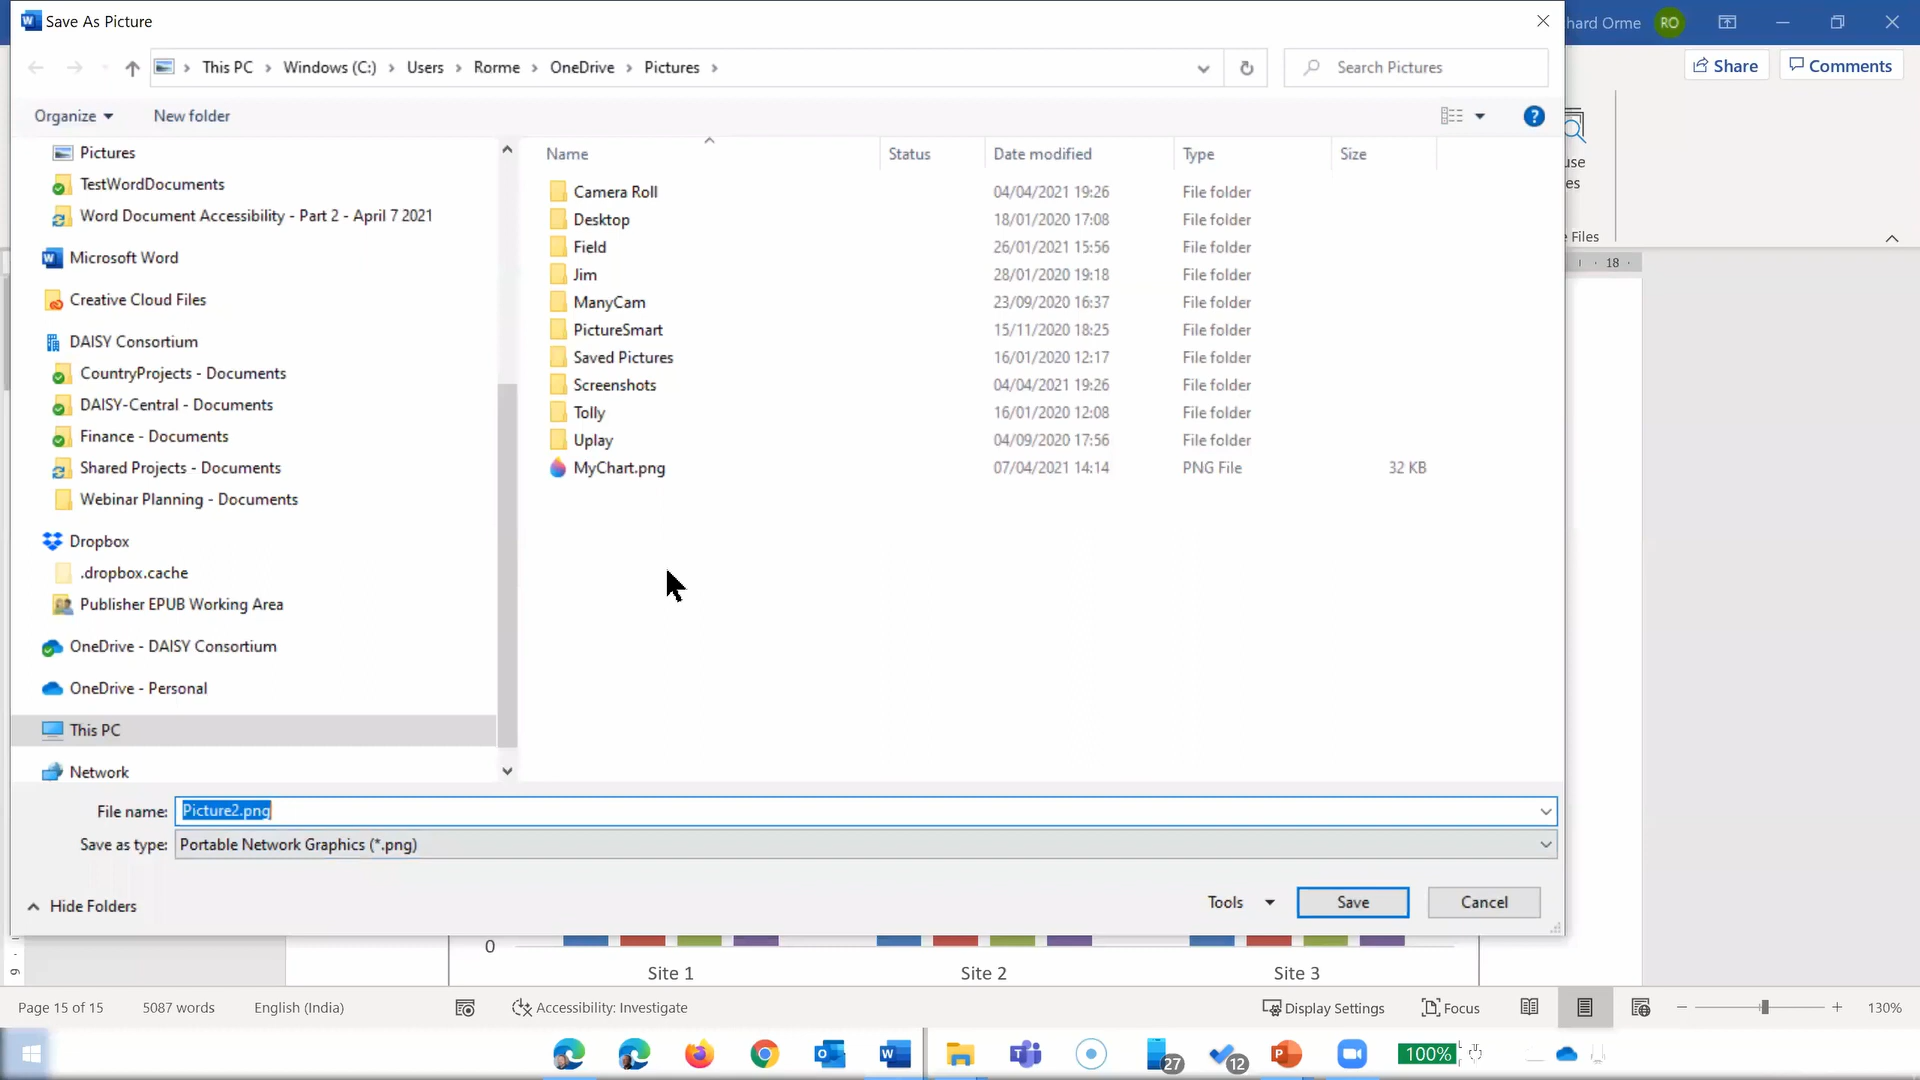 Save As Picture
hard Orme RO
Share Comments
This PC › Windows (C:) › Users › Rorme › OneDrive › Pictures ›
Search Pictures
Organize New folder
Name Status Date modified Type Size
Pictures
TestWordDocuments
Word Document Accessibility - Part 2 - April 7 2021
Microsoft Word
Creative Cloud Files
DAISY Consortium
CountryProjects - Documents
DAISY-Central - Documents
Finance - Documents
Shared Projects - Documents
Webinar Planning - Documents
Dropbox
.dropbox.cache
Publisher EPUB Working Area
OneDrive - DAISY Consortium
OneDrive - Personal
This PC
Network
Camera Roll 04/04/2021 19:26 File folder
Desktop 18/01/2020 17:08 File folder
Field 26/01/2021 15:56 File folder
Jim 28/01/2020 19:18 File folder
ManyCam 23/09/2020 16:37 File folder
PictureSmart 15/11/2020 18:25 File folder
Saved Pictures 16/01/2020 12:17 File folder
Screenshots 04/04/2021 19:26 File folder
Tolly 16/01/2020 12:08 File folder
Uplay 04/09/2020 17:56 File folder
MyChart.png 07/04/2021 14:14 PNG File 32 KB
use
es
Files
18
File name: Picture2.png
Save as type: Portable Network Graphics (*.png)
Hide Folders
Tools Save Cancel
0
9
Site 1 Site 2 Site 3
Page 15 of 15 5087 words English (India) Accessibility: Investigate Display Settings Focus 130%
27 12 100%